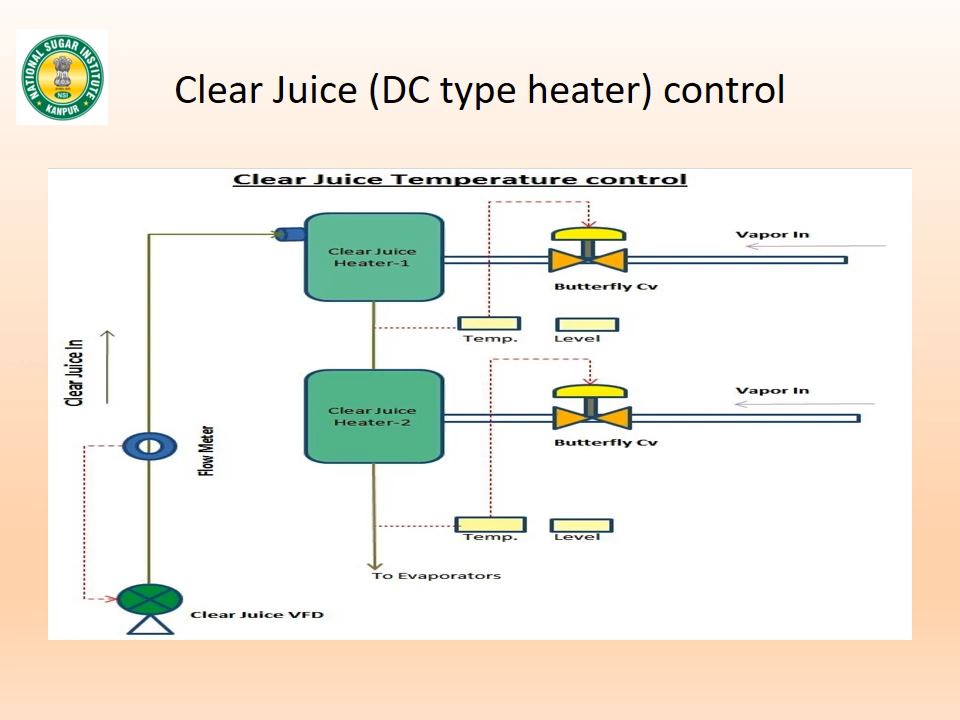 NATIONAL SUGAR INSTITUTE
NSI
KANPUR
Clear Juice (DC type heater) control
Clear Juice Temperature control
Clear Juice
Heater-1
Vapor In
Butterfly Cv
Temp.
Level
Clear Juice In
Clear Juice
Heater-2
Vapor In
Butterfly Cv
Flow Meter
Temp.
Level
To Evaporators
Clear Juice VFD